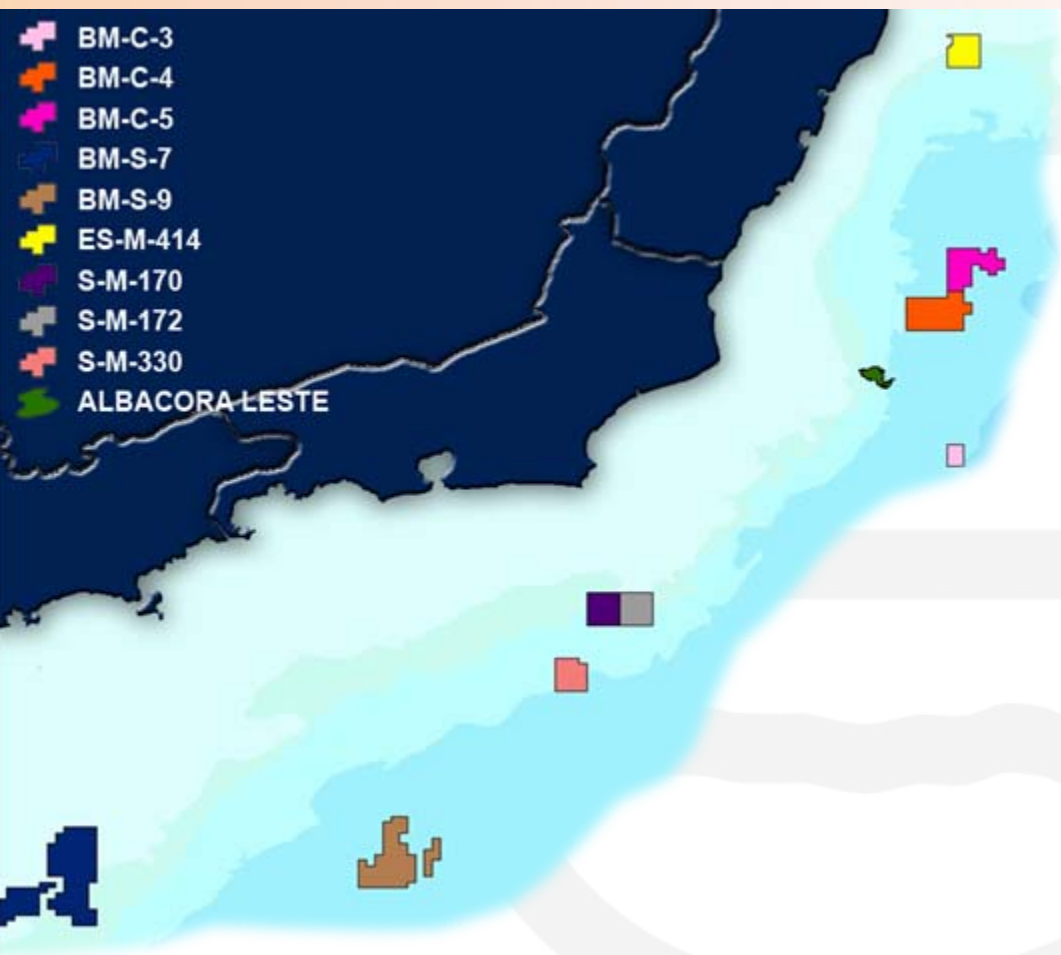 BM-C-3
BM-C-4
BM-C-5
BM-S-7
BM-S-9
ES-M-414
S-M-170
S-M-172
S-M-330
ALBACORA LESTE